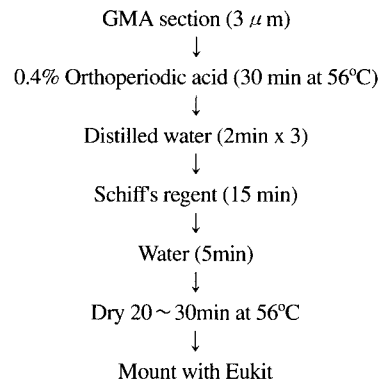 GMA section (3 μm)
↓
0.4% Orthoperiodic acid (30 min at 56°C)
↓
Distilled water (2min x 3)
↓
Schiff's regent (15 min)
↓
Water (5min)
↓
Dry 20~30min at 56°C
↓
Mount with Eukit